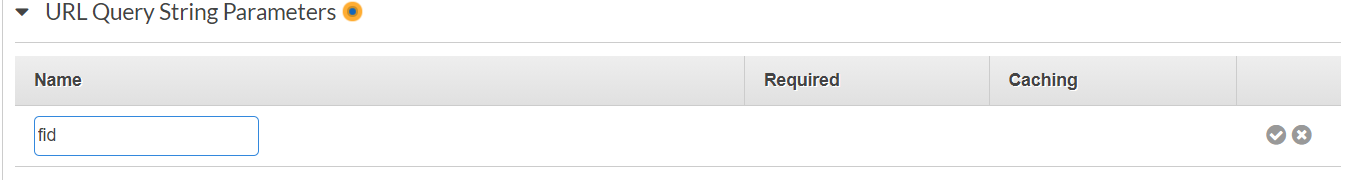 URL Query String Parameters
Name Required Caching
fid